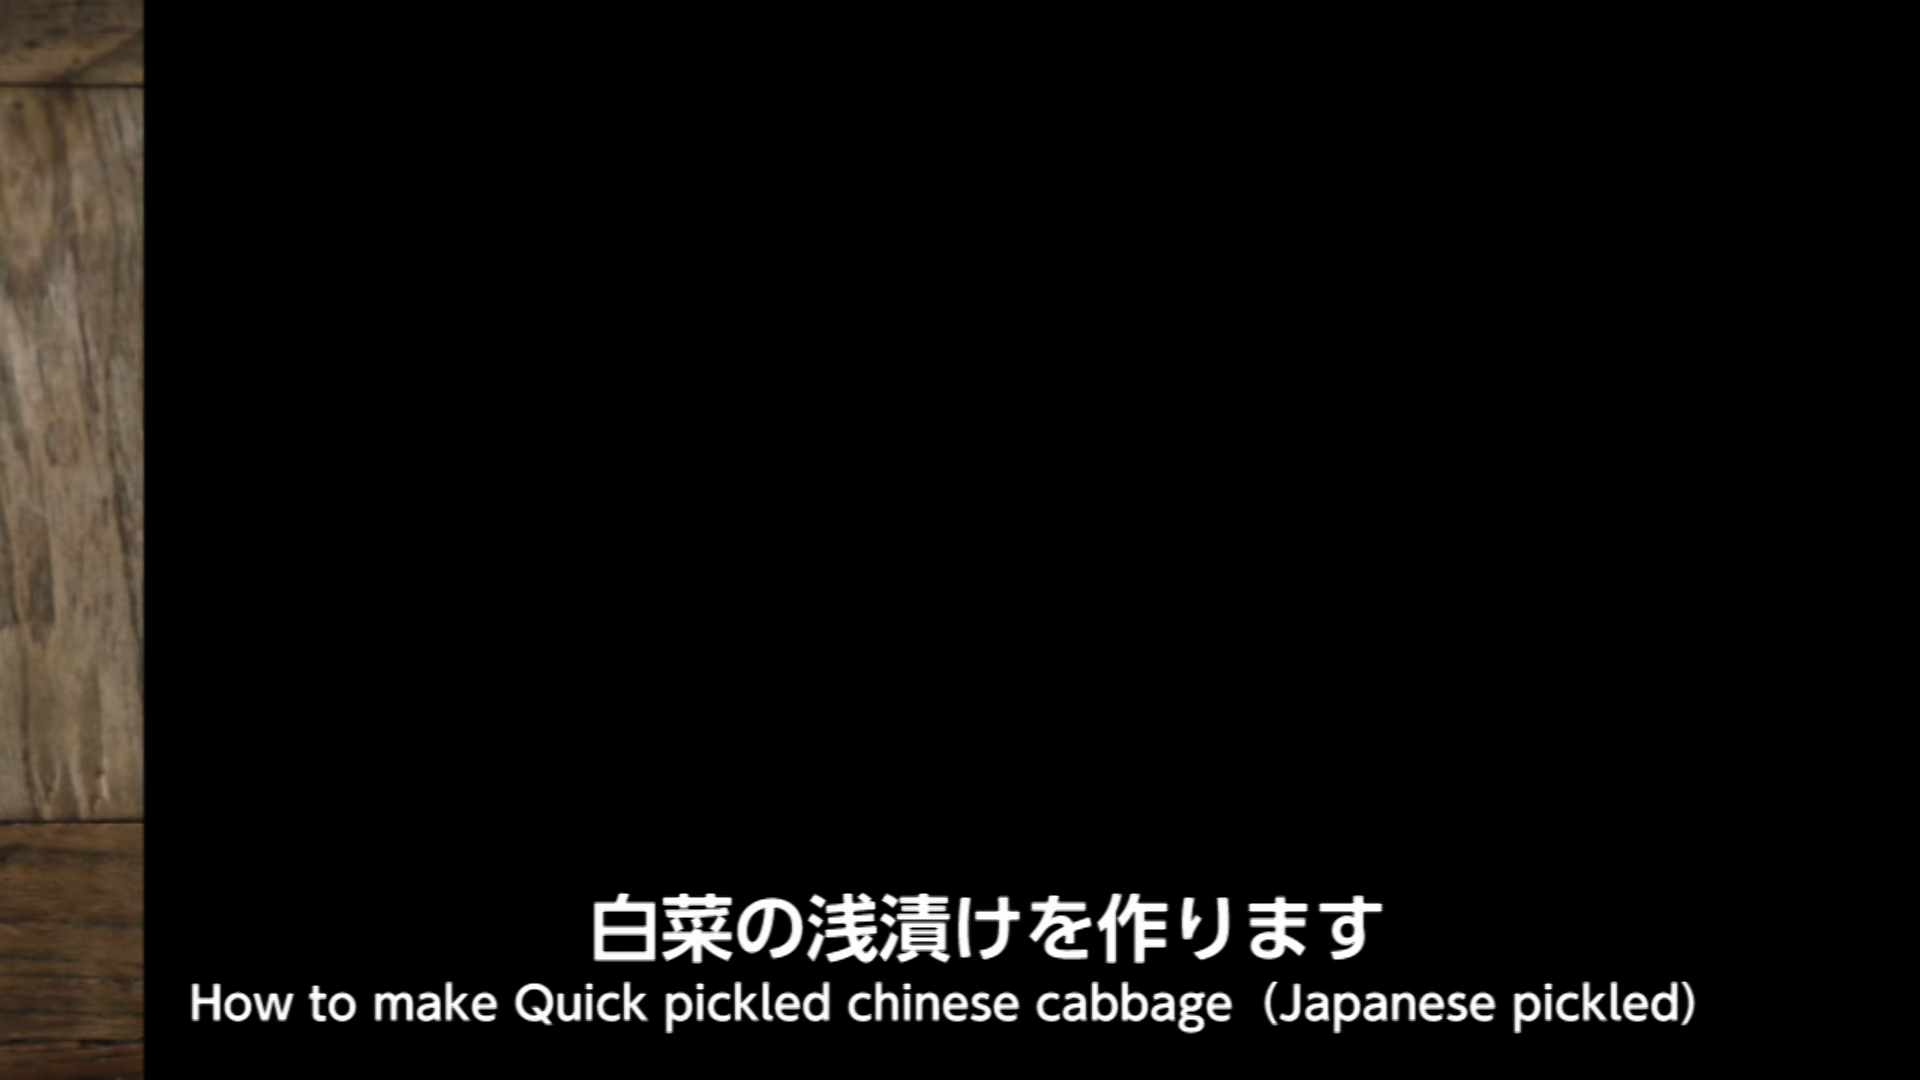 白菜の浅漬けを作ります
How to make Quick pickled chinese cabbage（Japanese pickled）